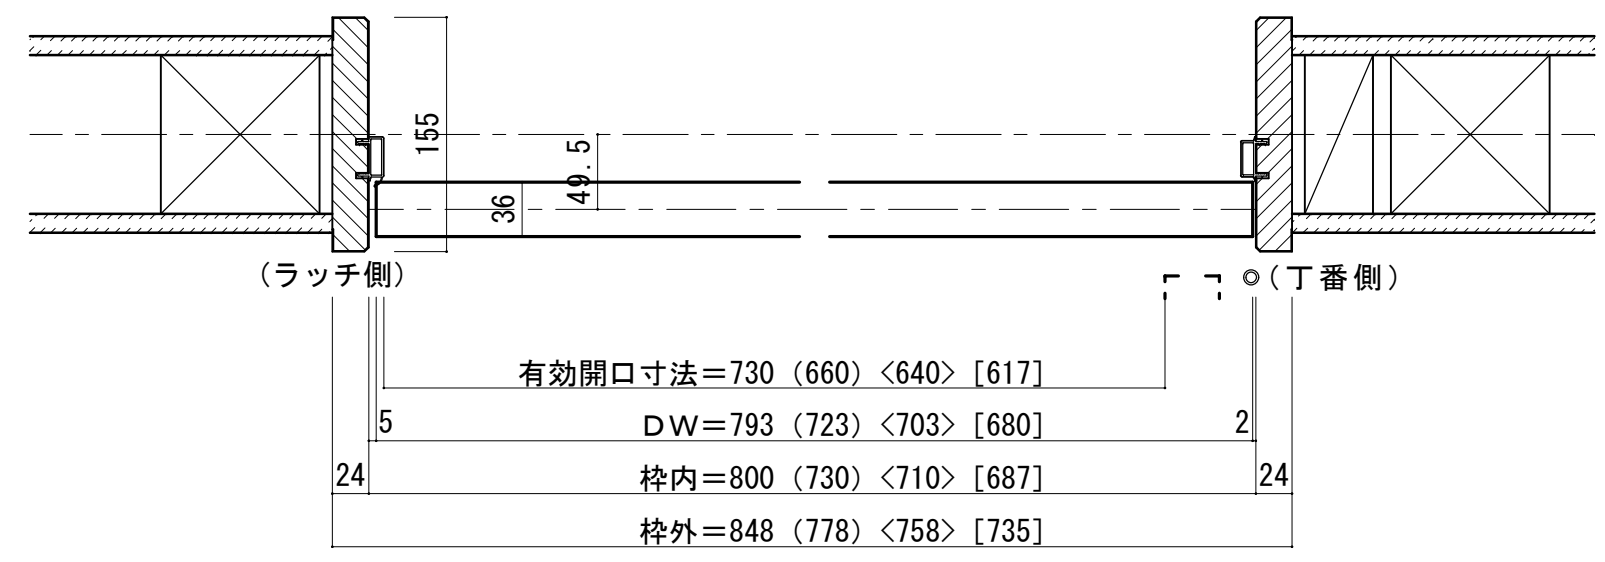 155
49.5
36
(ラッチ側)
◎(丁番側)
有効開口寸法=730 (660) <640> [617]
5 DW=793 (723) <703> [680] 2
24 枠内=800 (730) <710> [687] 24
枠外=848 (778) <758> [735]